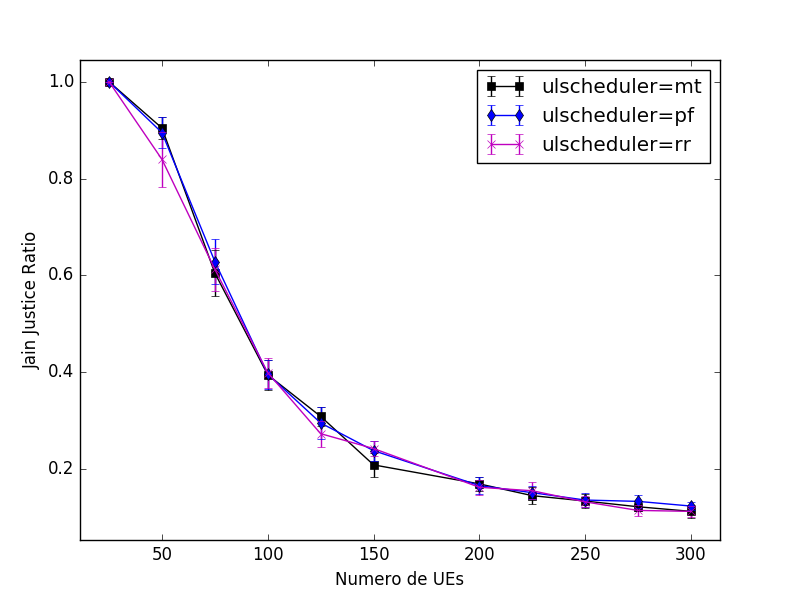 ulscheduler=mt
ulscheduler=pf
ulscheduler=rr
1.0
0.8
0.6
0.4
0.2
Jain Justice Ratio
50 100 150 200 250 300
Numero de UEs